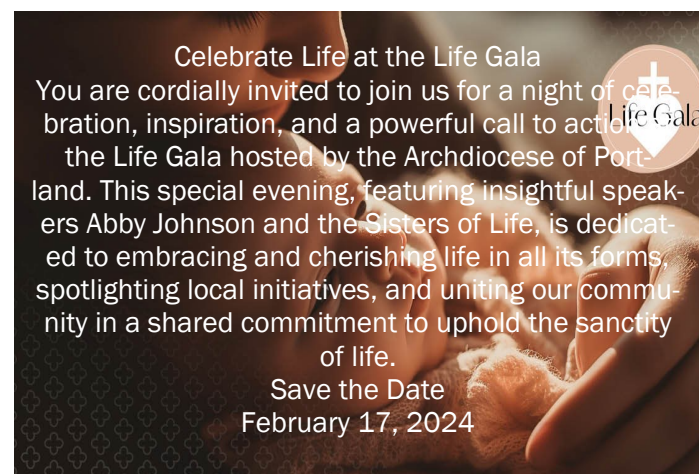 Celebrate Life at the Life Gala
You are cordially invited to join us for a night of cele-
bration, inspiration, and a powerful call to action at
the Life Gala hosted by the Archdiocese of Port-
land. This special evening, featuring insightful speak-
ers Abby Johnson and the Sisters of Life, is dedicat-
ed to embracing and cherishing life in all its forms,
spotlighting local initiatives, and uniting our commu-
nity in a shared commitment to uphold the sanctity
of life.
Save the Date
February 17, 2024
Life Gala